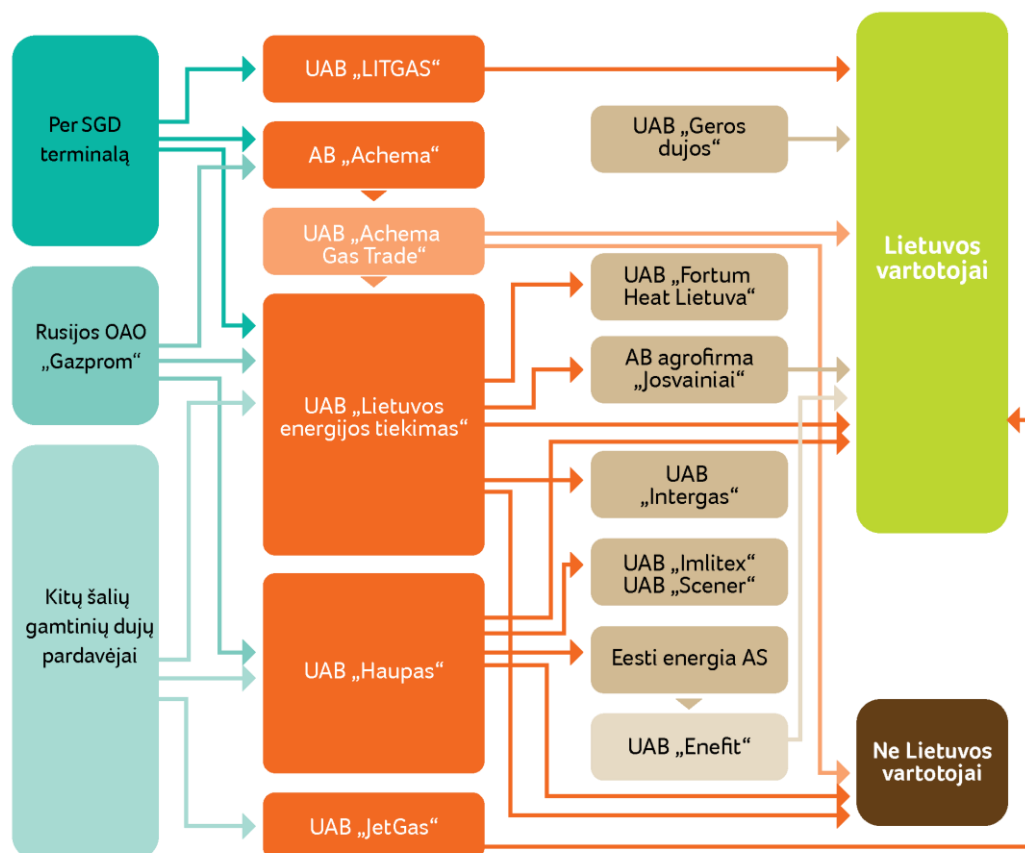 Per SGD
terminalą
Rusijos OAO
„Gazprom“
Kitų šalių
gamtinių dujų
pardavėjai
UAB „LITGAS“
AB „Achema“
UAB „Achema
Gas Trade“
UAB „Lietuvos
energijos tiekimas“
UAB „Haupas“
UAB „JetGas“
UAB „Geros
dujos“
UAB „Fortum
Heat Lietuva“
AB agrofirma
„Josvainiai“
UAB
„Intergas“
UAB „Imlitex“
UAB „Scener“
Eesti energia AS
UAB „Enefit“
Lietuvos
vartotojai
Ne Lietuvos
vartotojai